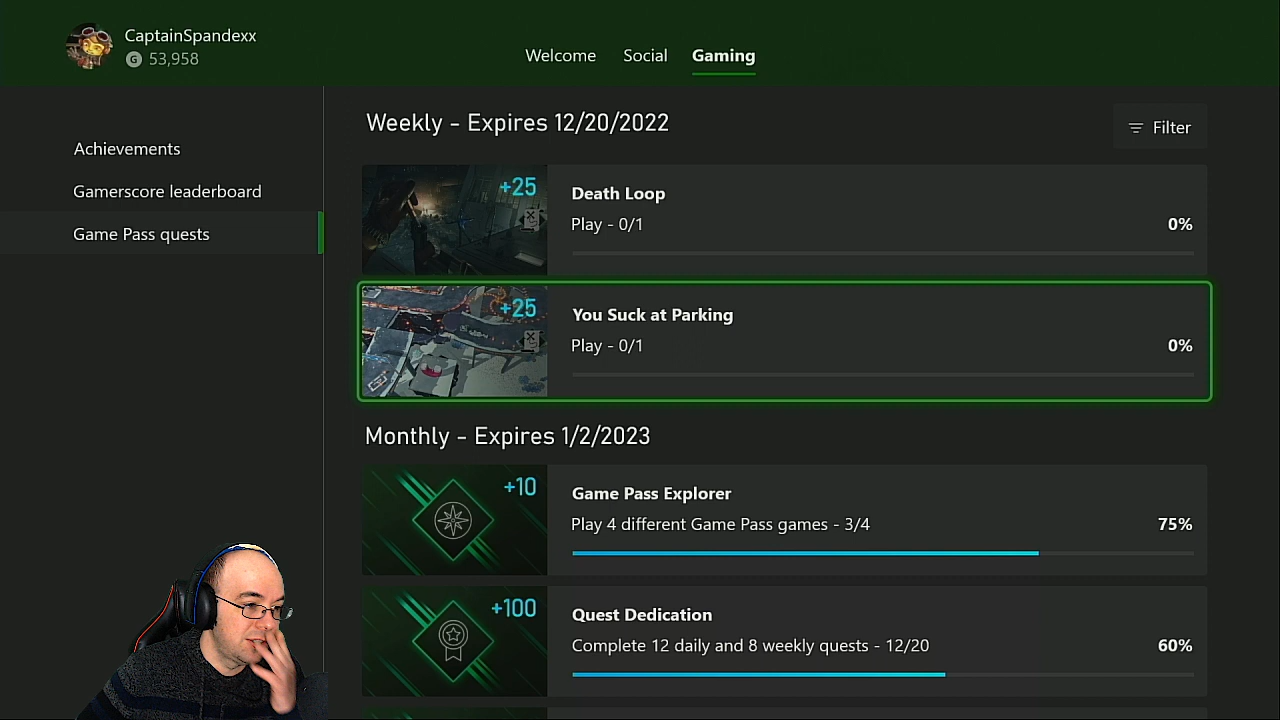 CaptainSpandexx
G 53,958
Welcome Social Gaming
Achievements
Gamerscore leaderboard
Game Pass quests
Weekly - Expires 12/20/2022
Filter
+25
Death Loop
Play - 0/1
0%
+25
You Suck at Parking
Play - 0/1
0%
Monthly - Expires 1/2/2023
+10
Game Pass Explorer
Play 4 different Game Pass games - 3/4
75%
+100
Quest Dedication
Complete 12 daily and 8 weekly quests - 12/20
60%